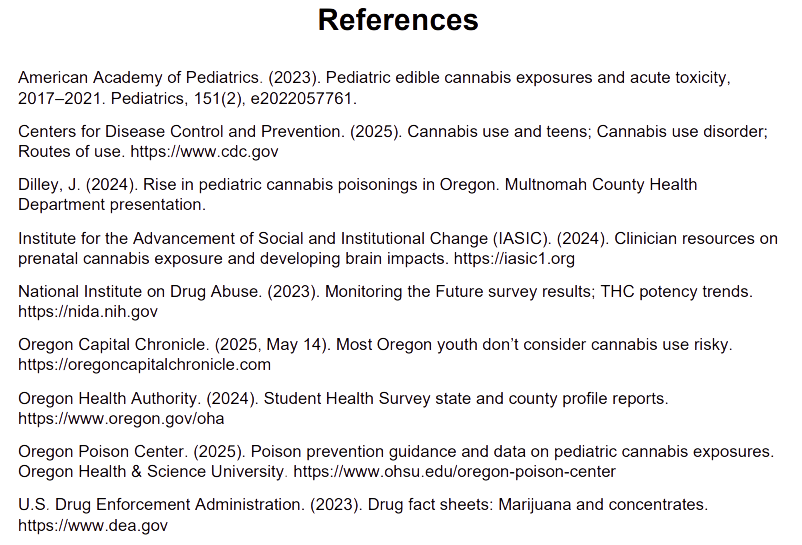 References
American Academy of Pediatrics. (2023). Pediatric edible cannabis exposures and acute toxicity,
2017–2021. Pediatrics, 151(2), e2022057761.
Centers for Disease Control and Prevention. (2025). Cannabis use and teens; Cannabis use disorder;
Routes of use. https://www.cdc.gov
Dilley, J. (2024). Rise in pediatric cannabis poisonings in Oregon. Multnomah County Health
Department presentation.
Institute for the Advancement of Social and Institutional Change (IASIC). (2024). Clinician resources on
prenatal cannabis exposure and developing brain impacts. https://iasic1.org
National Institute on Drug Abuse. (2023). Monitoring the Future survey results; THC potency trends.
https://nida.nih.gov
Oregon Capital Chronicle. (2025, May 14). Most Oregon youth don’t consider cannabis use risky.
https://oregoncapitalchronicle.com
Oregon Health Authority. (2024). Student Health Survey state and county profile reports.
https://www.oregon.gov/oha
Oregon Poison Center. (2025). Poison prevention guidance and data on pediatric cannabis exposures.
Oregon Health & Science University. https://www.ohsu.edu/oregon-poison-center
U.S. Drug Enforcement Administration. (2023). Drug fact sheets: Marijuana and concentrates.
https://www.dea.gov